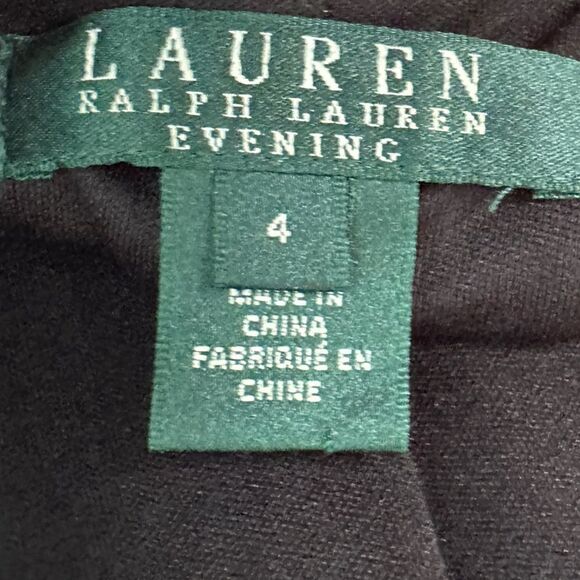 LAUREN
RALPH LAUREN
EVENING
4
MADE IN
CHINA
FABRIQUÉ EN
CHINE